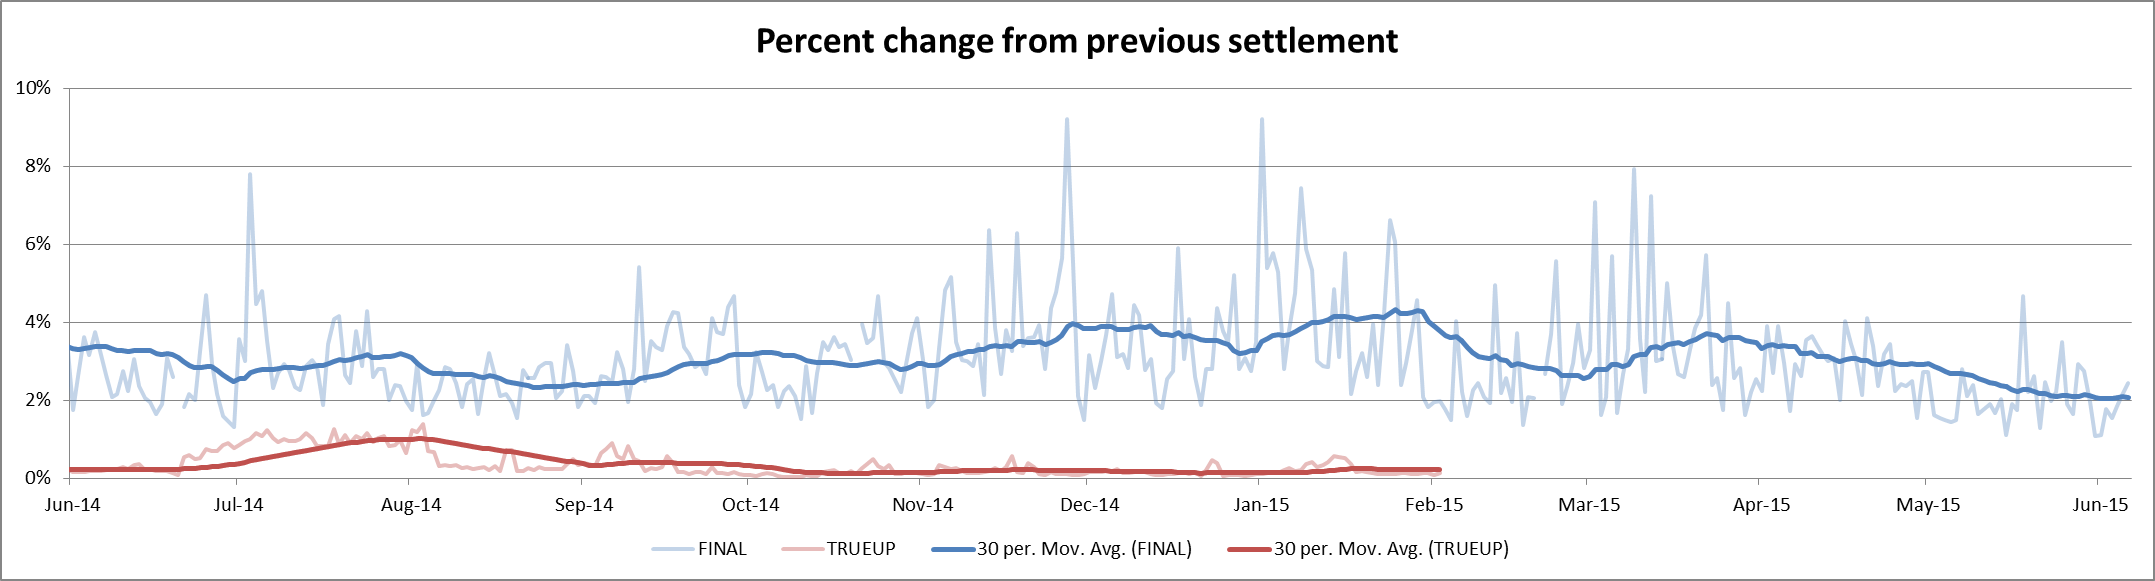 Percent change from previous settlement
10%
8%
6%
4%
2%
0%
Jun-14 Jul-14 Aug-14 Sep-14 Oct-14 Nov-14 Dec-14 Jan-15 Feb-15 Mar-15 Apr-15 May-15 Jun-15
FINAL TRUEUP 30 per. Mov. Avg. (FINAL) 30 per. Mov. Avg. (TRUEUP)